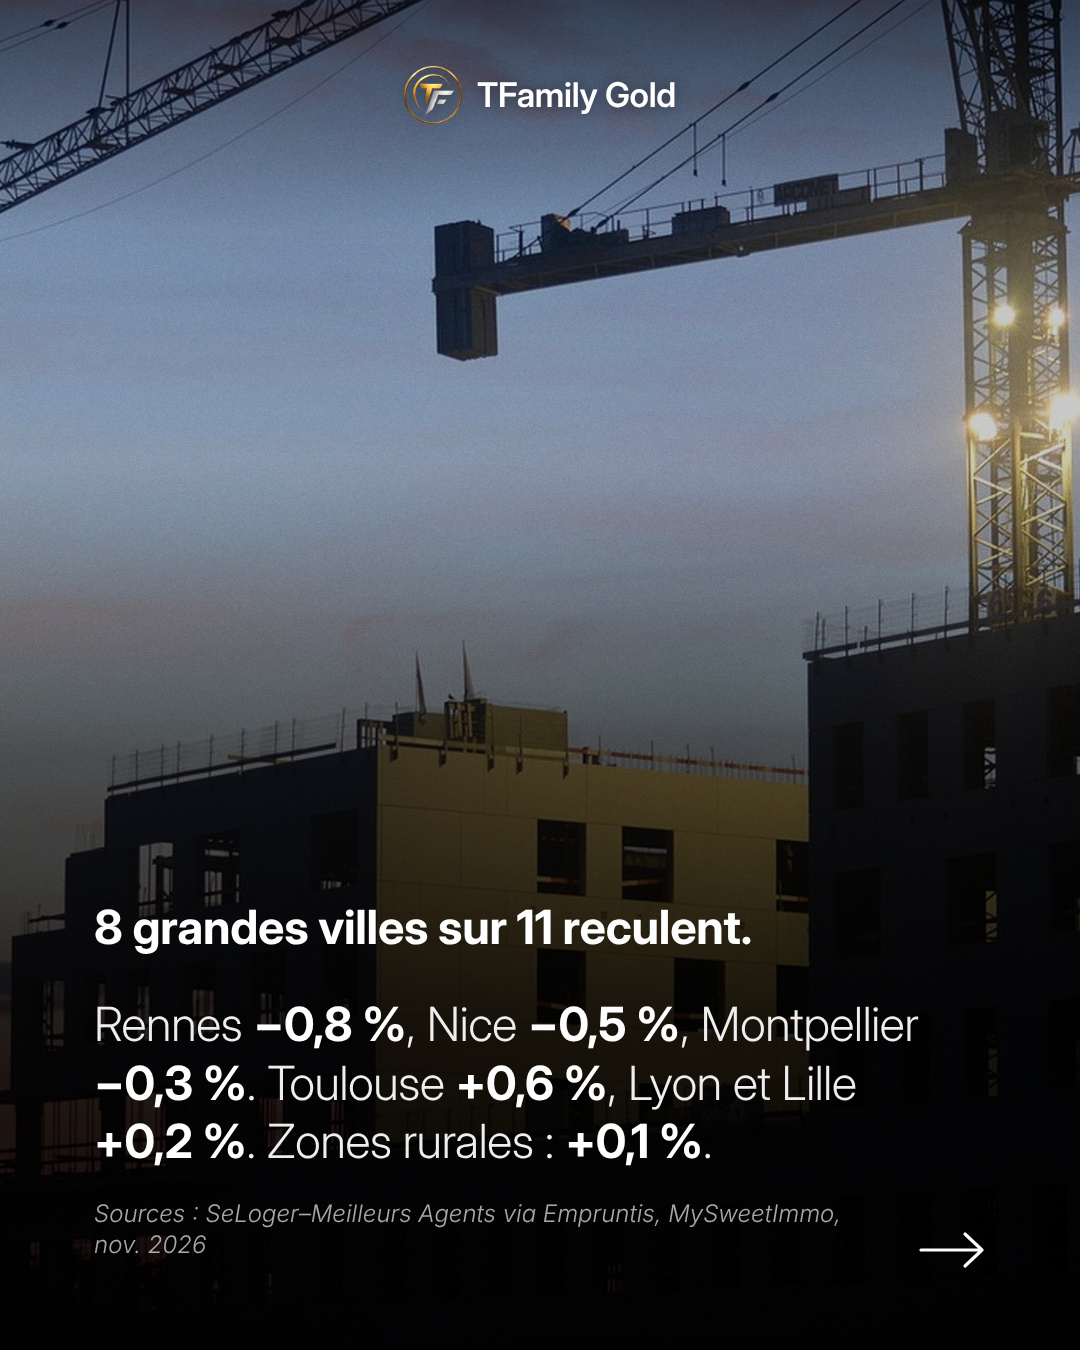 TF TFamily Gold
8 grandes villes sur 11 reculent.
Rennes −0,8 %, Nice −0,5 %, Montpellier
−0,3 %. Toulouse +0,6 %, Lyon et Lille
+0,2 %. Zones rurales : +0,1 %.
Sources : SeLoger–Meilleurs Agents via Empruntis, MySweetImmo,
nov. 2026